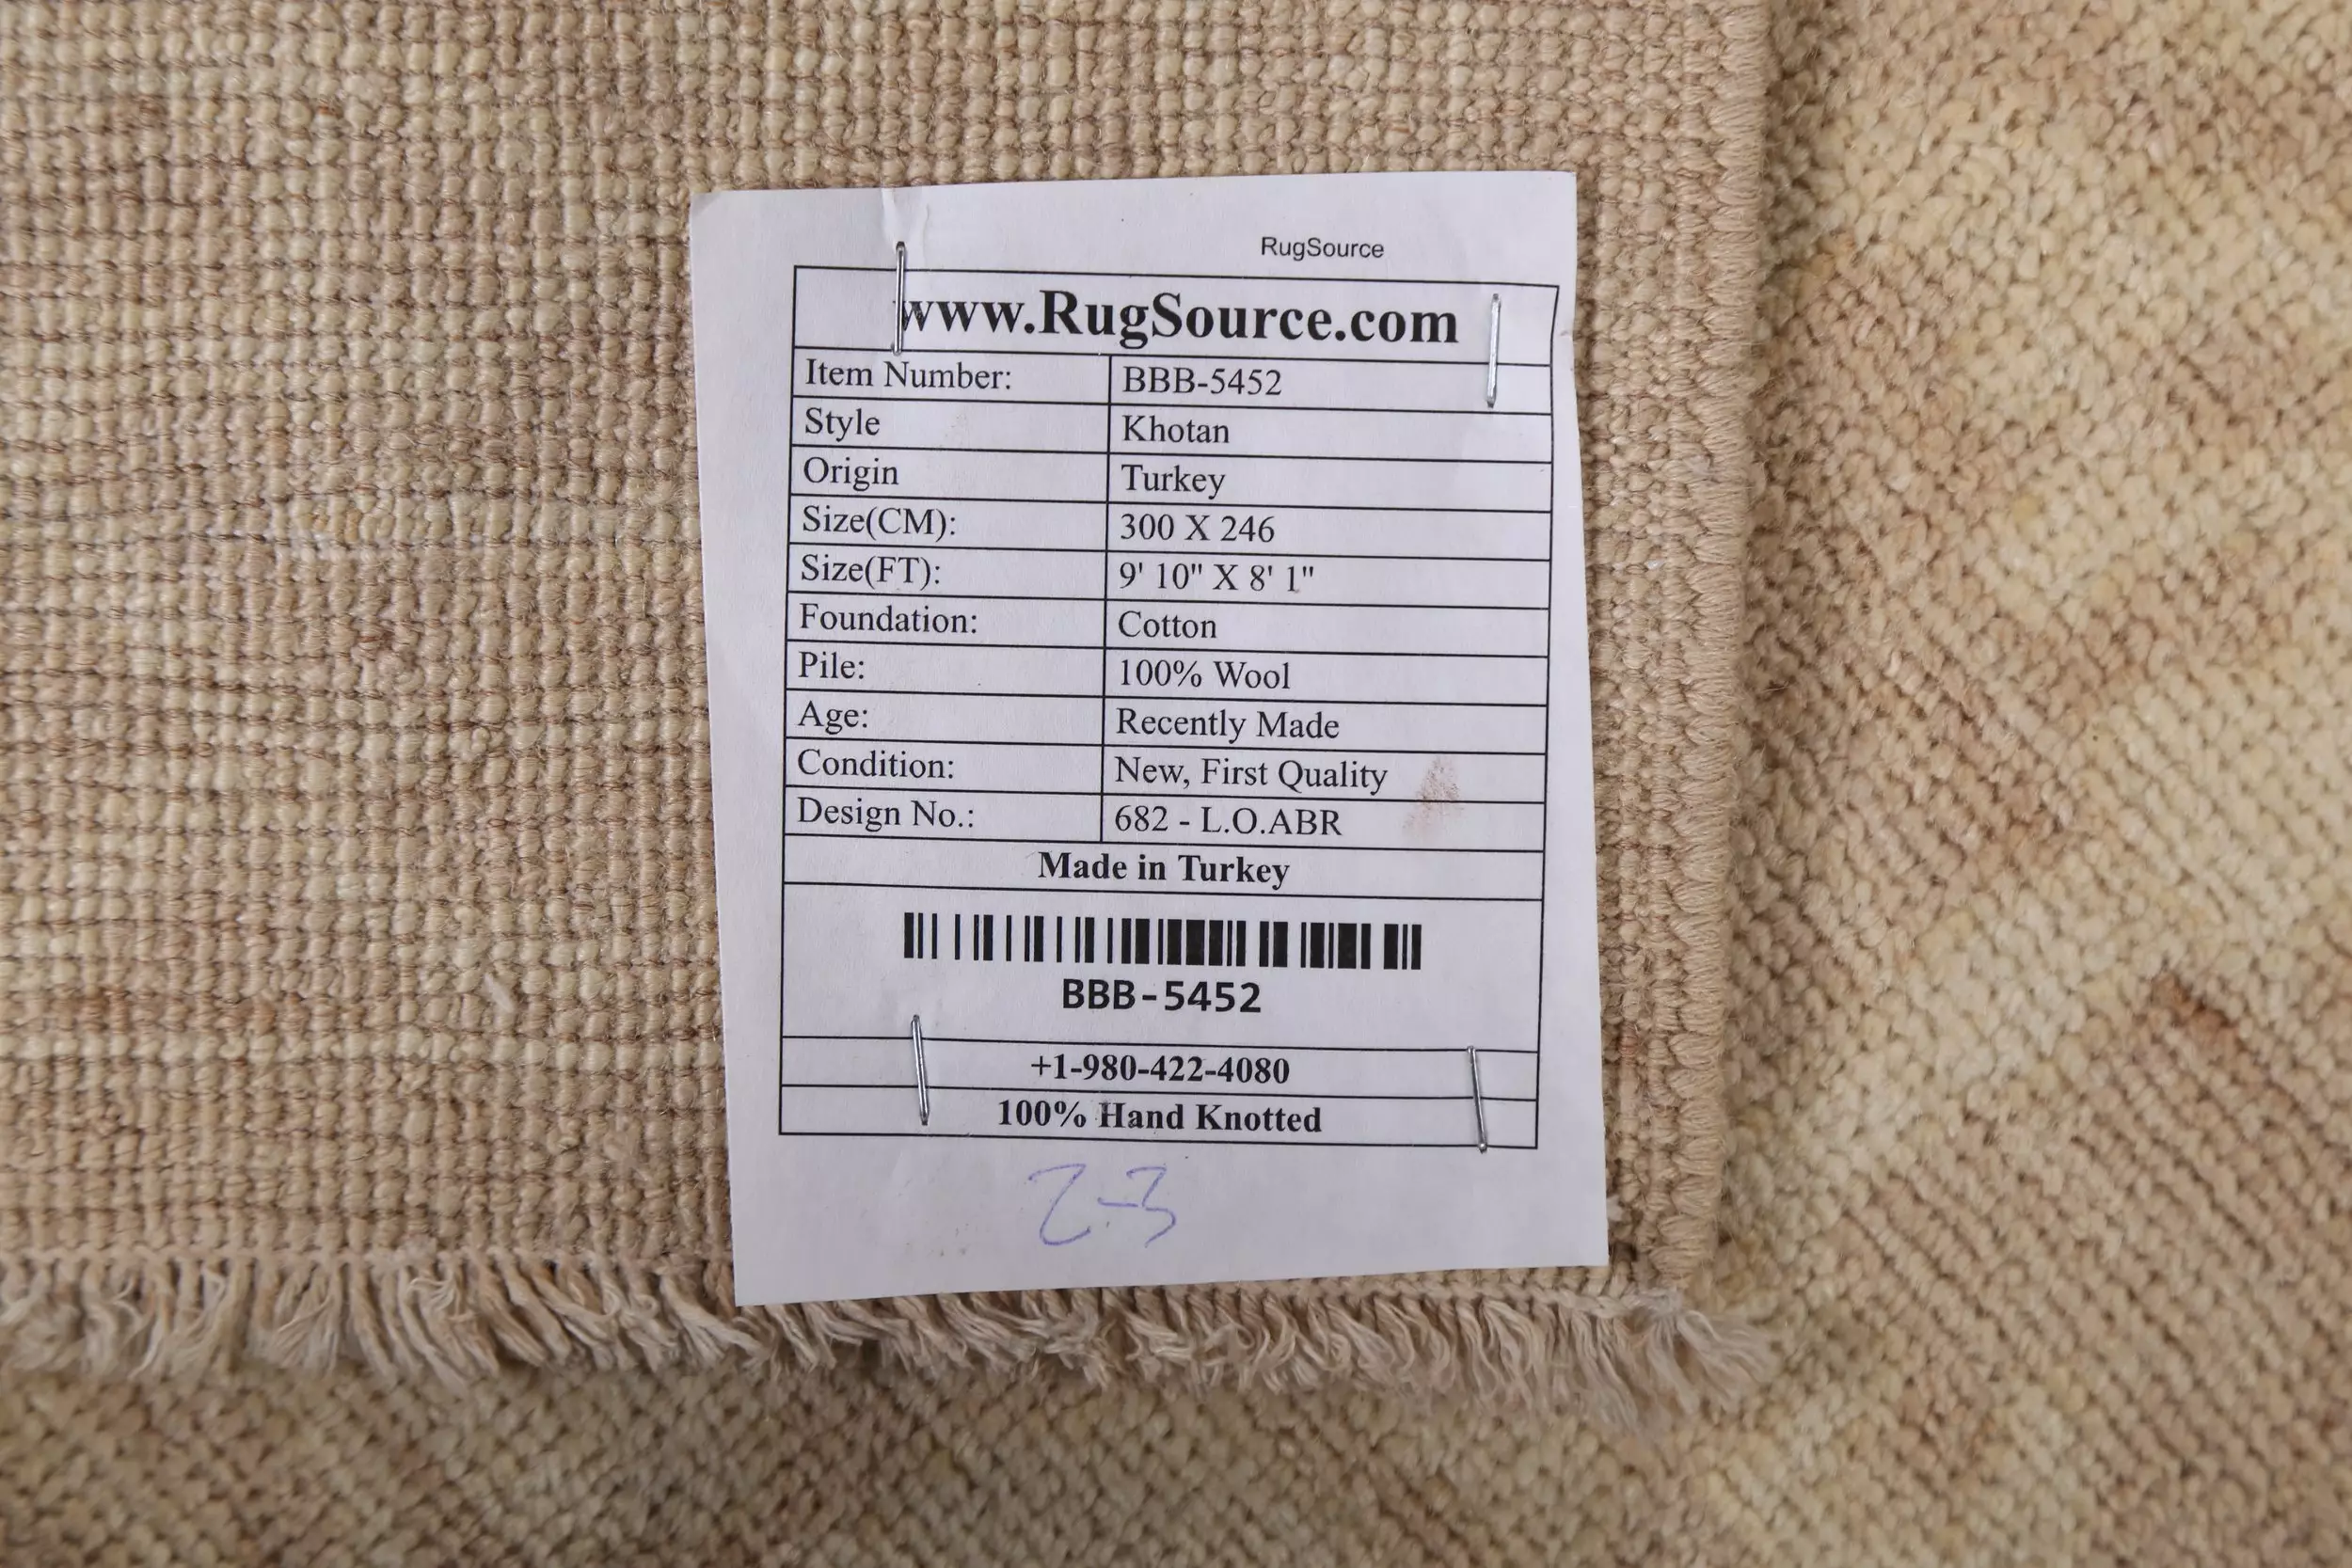 RugSource
www.RugSource.com
Item Number: BBB-5452
Style Khotan
Origin Turkey
Size(CM): 300 X 246
Size(FT): 9' 10" X 8' 1"
Foundation: Cotton
Pile: 100% Wool
Age: Recently Made
Condition: New, First Quality
Design No.: 682 - L.O.ABR
Made in Turkey
BBB-5452
+1-980-422-4080
100% Hand Knotted
2-3